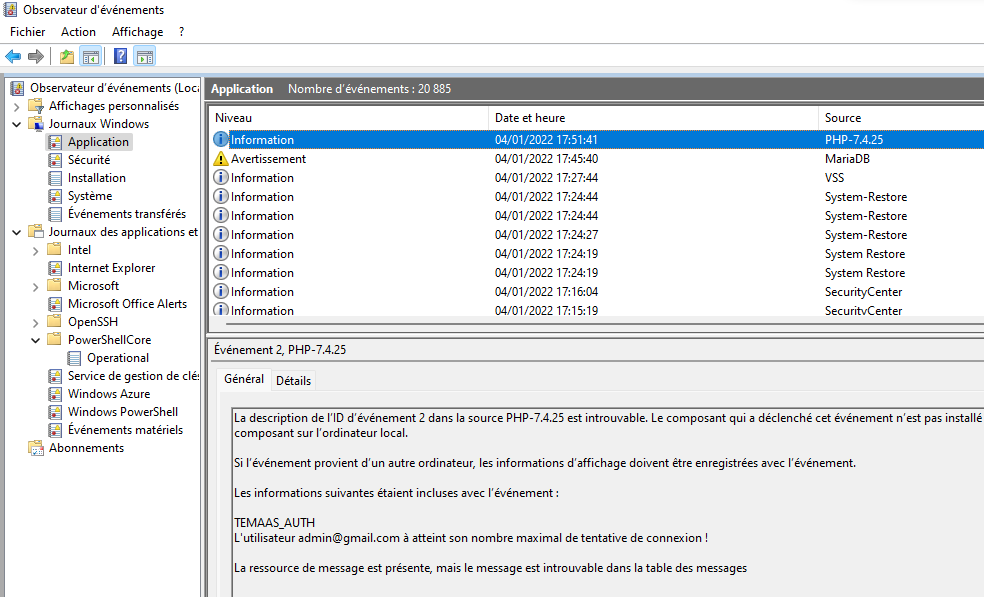 Observateur d'événements
Fichier Action Affichage ?
Observateur d'événements (Loca
Affichages personnalisés
Journaux Windows
Application
Sécurité
Installation
Système
Événements transférés
Journaux des applications et
Intel
Internet Explorer
Microsoft
Microsoft Office Alerts
OpenSSH
PowerShellCore
Operational
Service de gestion de clés
Windows Azure
Windows PowerShell
Événements matériels
Abonnements
Application Nombre d'événements : 20 885
Niveau Date et heure Source
Information 04/01/2022 17:51:41 PHP-7.4.25
Avertissement 04/01/2022 17:45:40 MariaDB
Information 04/01/2022 17:27:44 VSS
Information 04/01/2022 17:24:44 System-Restore
Information 04/01/2022 17:24:44 System-Restore
Information 04/01/2022 17:24:27 System-Restore
Information 04/01/2022 17:24:19 System Restore
Information 04/01/2022 17:24:19 System Restore
Information 04/01/2022 17:16:04 SecurityCenter
Information 04/01/2022 17:15:19 SecurityCenter
Événement 2, PHP-7.4.25
Général Détails
La description de l'ID d'événement 2 dans la source PHP-7.4.25 est introuvable. Le composant qui a déclenché cet événement n'est pas installé
composant sur l'ordinateur local.
Si l'événement provient d'un autre ordinateur, les informations d'affichage doivent être enregistrées avec l'événement.
Les informations suivantes étaient incluses avec l'événement :
TEMAAS_AUTH
L'utilisateur admin@gmail.com à atteint son nombre maximal de tentative de connexion !
La ressource de message est présente, mais le message est introuvable dans la table des messages